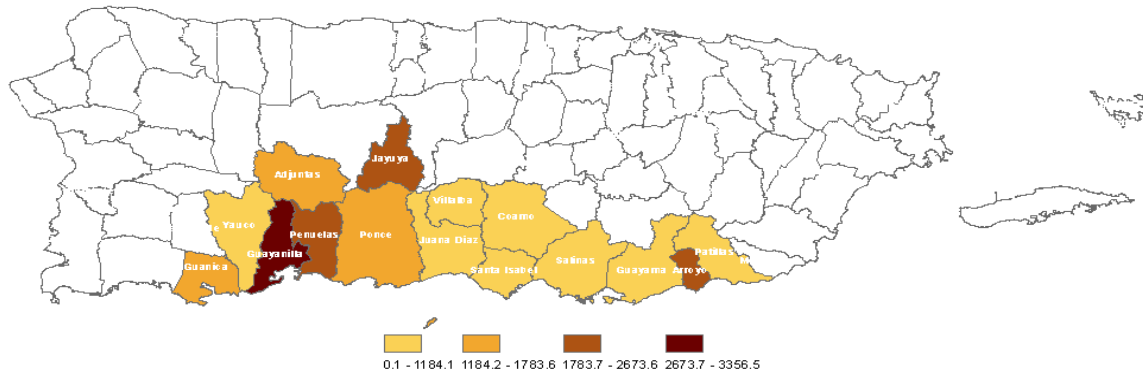 Jayuya
Adjuntas
Villalba
Yauco
Coamo
Penuelas
Ponce
Juana Diaz
Guayanilla
Salinas
Patillas
Guanica
Santa Isabel
Guayama
Arroyo
0.1 - 1184.1 1184.2 - 1783.6 1783.7 - 2673.6 2673.7 - 3356.5